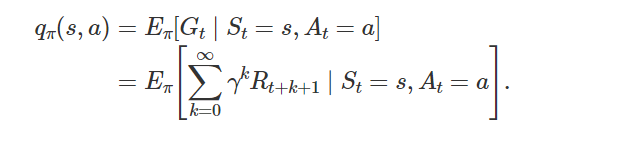 qπ(s, a) = Eπ[Gt | St = s, At = a]
= Eπ[∑_{k=0}^{∞} γ^k R_{t+k+1} | St = s, At = a].